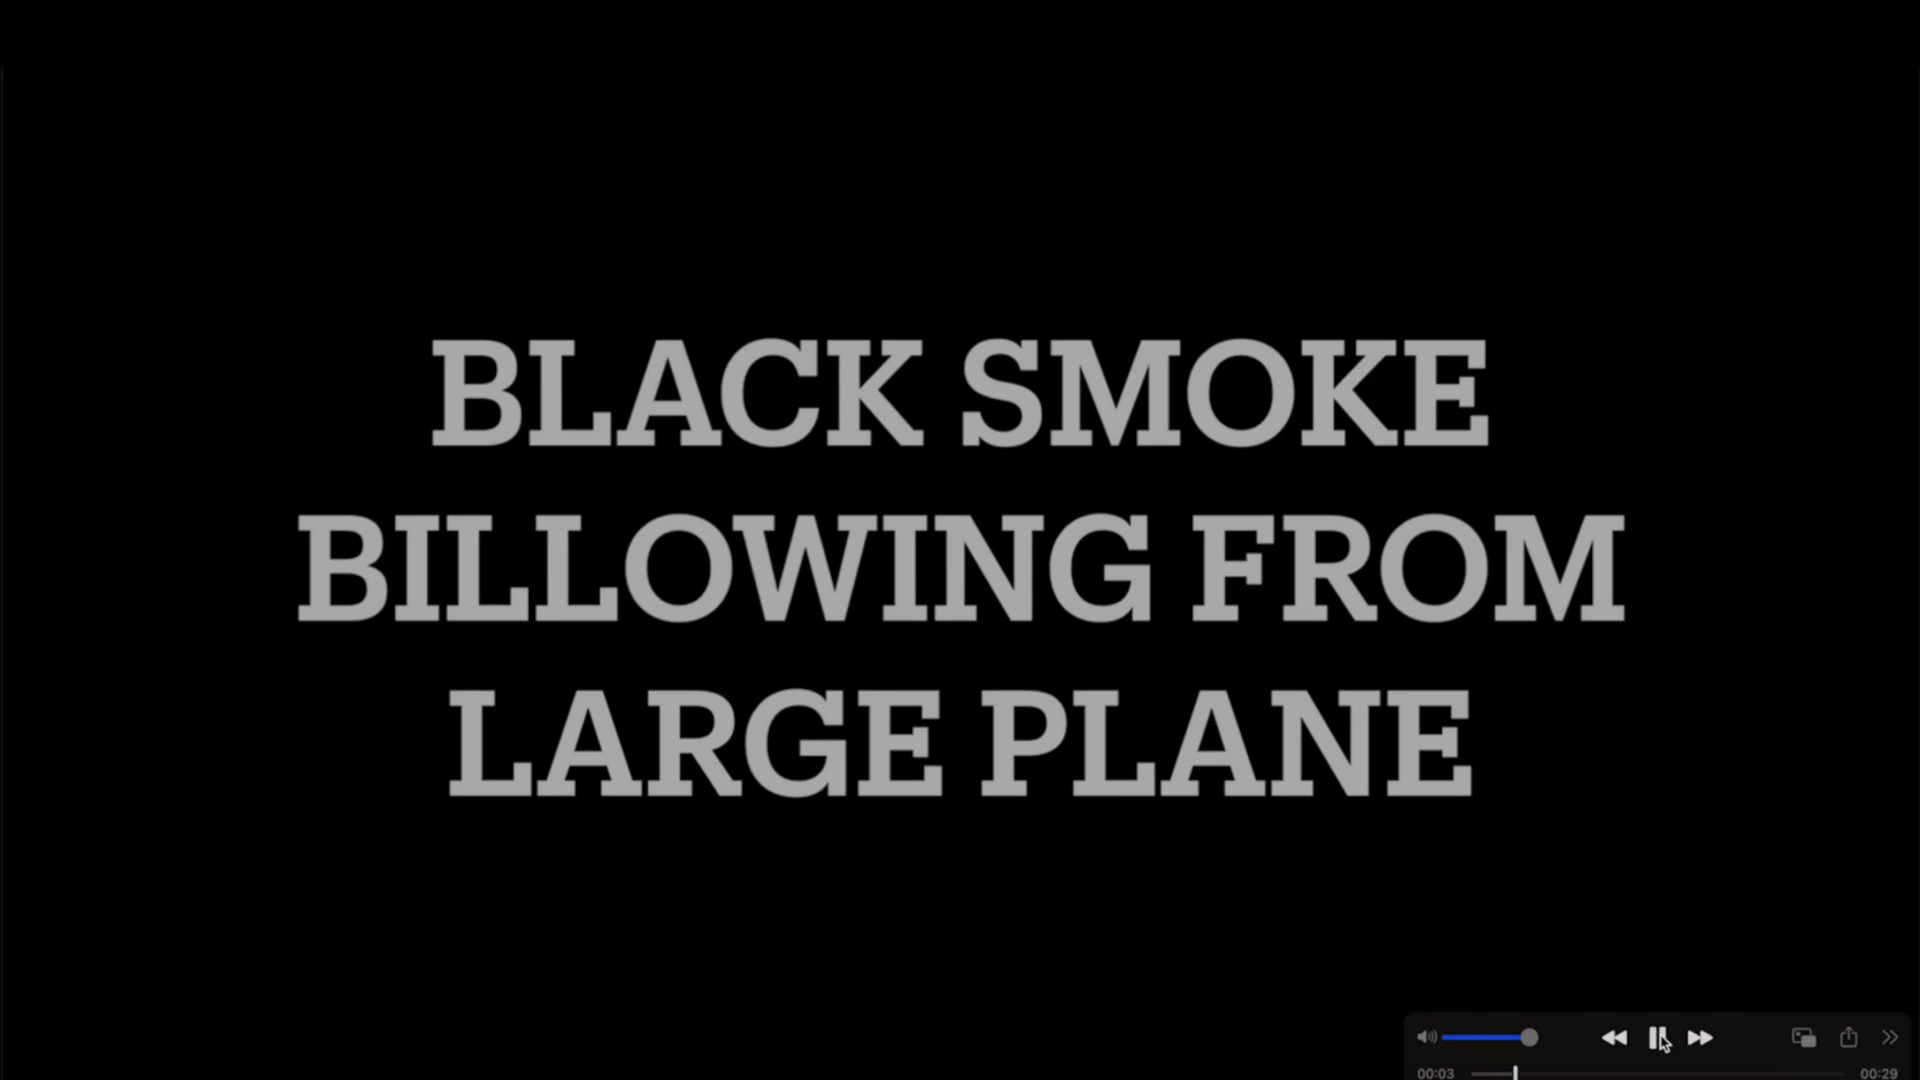 BLACK SMOKE
BILLOWING FROM
LARGE PLANE
00:03
00:29